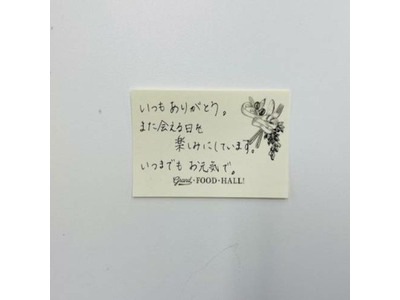 いつもありがとう。
また会える日を
楽しみにしています。
いつまでもお元気で。
Grand・FOOD・HALL!